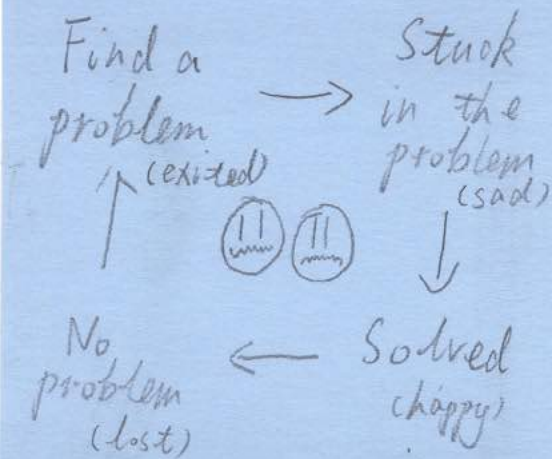 Find a
problem
(exited)
Stuck
in the
problem
(sad)
Solved
(happy)
No
problem
(lost)